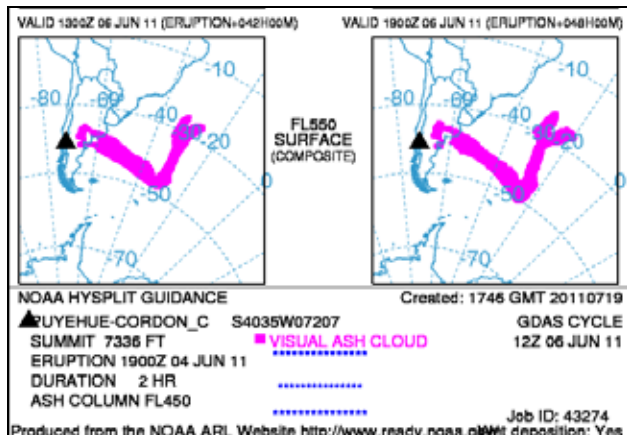 VALID 1300Z 06 JUN 11 (ERUPTION+042H00M) VALID 1900Z 06 JUN 11 (ERUPTION+048H00M)
-10 -10
-80 -60 -80 -60
-40 FL550 -40
-20 SURFACE -20
(COMPOSITE)
0 0
-50 -50
-70 -70
NOAA HYSPLIT GUIDANCE Created: 1746 GMT 20110719
PUYEHUE-CORDON_C S4035W07207 GDAS CYCLE
SUMMIT 7336 FT VISUAL ASH CLOUD 12Z 06 JUN 11
ERUPTION 1900Z 04 JUN 11
DURATION 2 HR
ASH COLUMN FL450
Job ID: 43274
Produced from the NOAA ARL Website http://www.ready.noaa. deposition: Yes